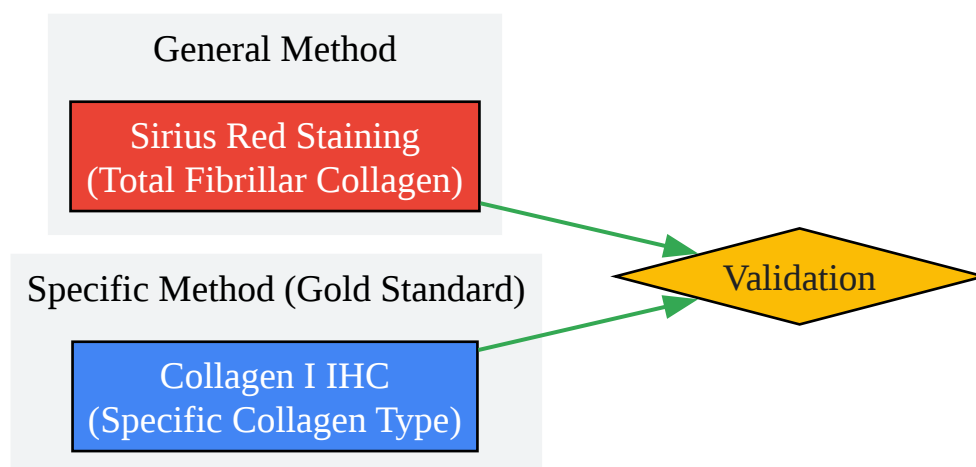 General Method
Sirius Red Staining
(Total Fibrillar Collagen)
Specific Method (Gold Standard)
Collagen I IHC
(Specific Collagen Type)
Validation